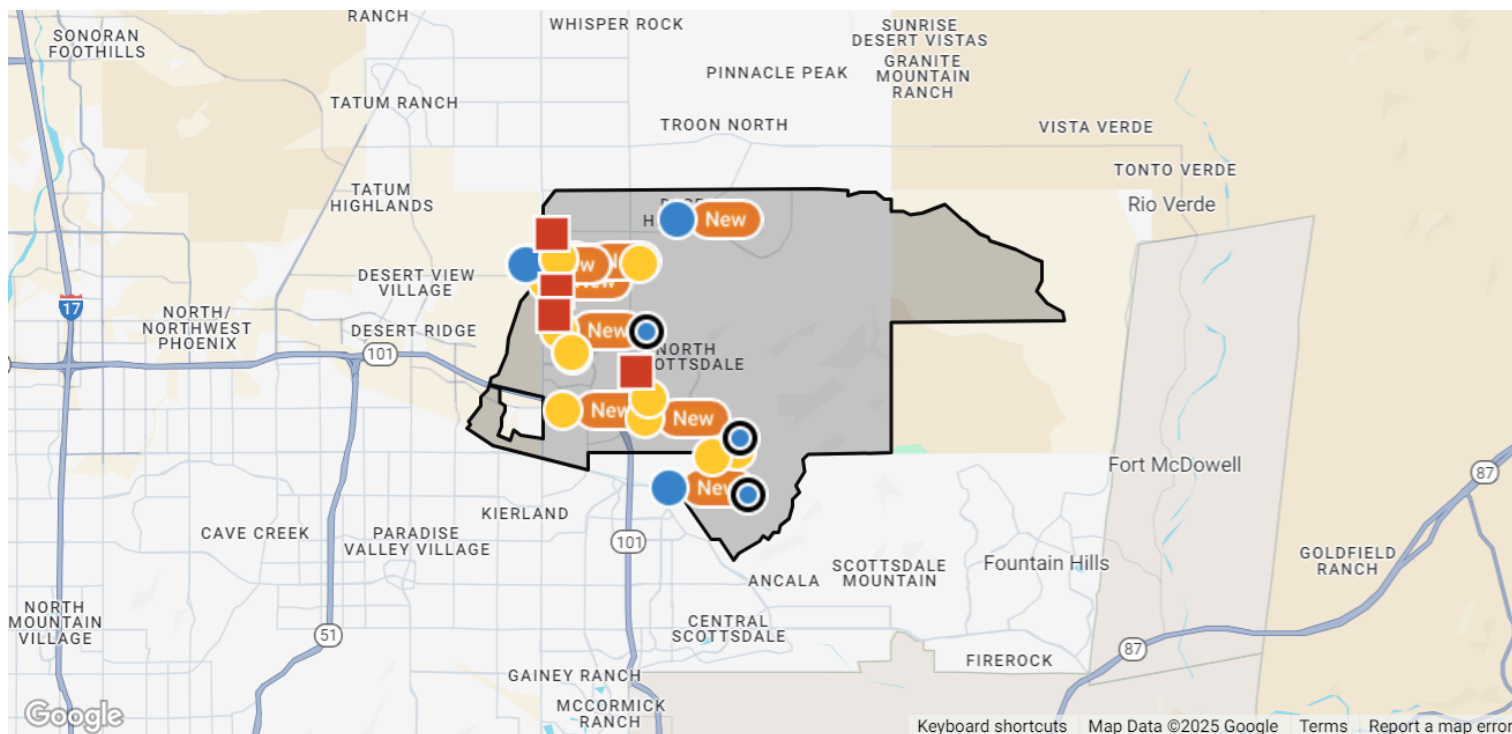 RANCH
WHISPER ROCK
SUNRISE
DESERT VISTAS
SONORAN
FOOTHILLS
GRANITE
MOUNTAIN
RANCH
PINNACLE PEAK
TATUM RANCH
TROON NORTH
VISTA VERDE
TONTO VERDE
TATUM
HIGHLANDS
Rio Verde
H
New
New
DESERT VIEW
VILLAGE
New
17
NORTH/
NORTHWEST
PHOENIX
DESERT RIDGE
New
101
NORTH
OTTSDALE
New
New
Fort McDowell
87
New
KIERLAND
CAVE CREEK
PARADISE
VALLEY VILLAGE
101
GOLDFIELD
RANCH
Fountain Hills
SCOTTSDALE
MOUNTAIN
ANCALA
NORTH
MOUNTAIN
VILLAGE
51
CENTRAL
SCOTTSDALE
87
FIREROCK
GAINEY RANCH
MCCORMICK
RANCH
Google
Keyboard shortcuts
Map Data ©2025 Google
Terms
Report a map error